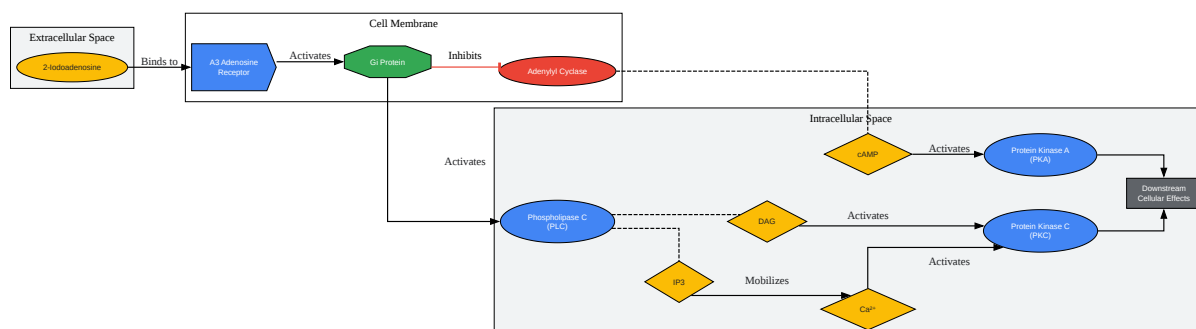 Extracellular Space
2-Iodoadenosine
Binds to
Cell Membrane
A3 Adenosine
Receptor
Activates
Gi Protein
Inhibits
Adenylyl Cyclase
Activates
Intracellular Space
cAMP
Activates
Protein Kinase A
(PKA)
Downstream
Cellular Effects
Phospholipase C
(PLC)
DAG
Activates
Protein Kinase C
(PKC)
Activates
IP3
Mobilizes
Ca²⁺